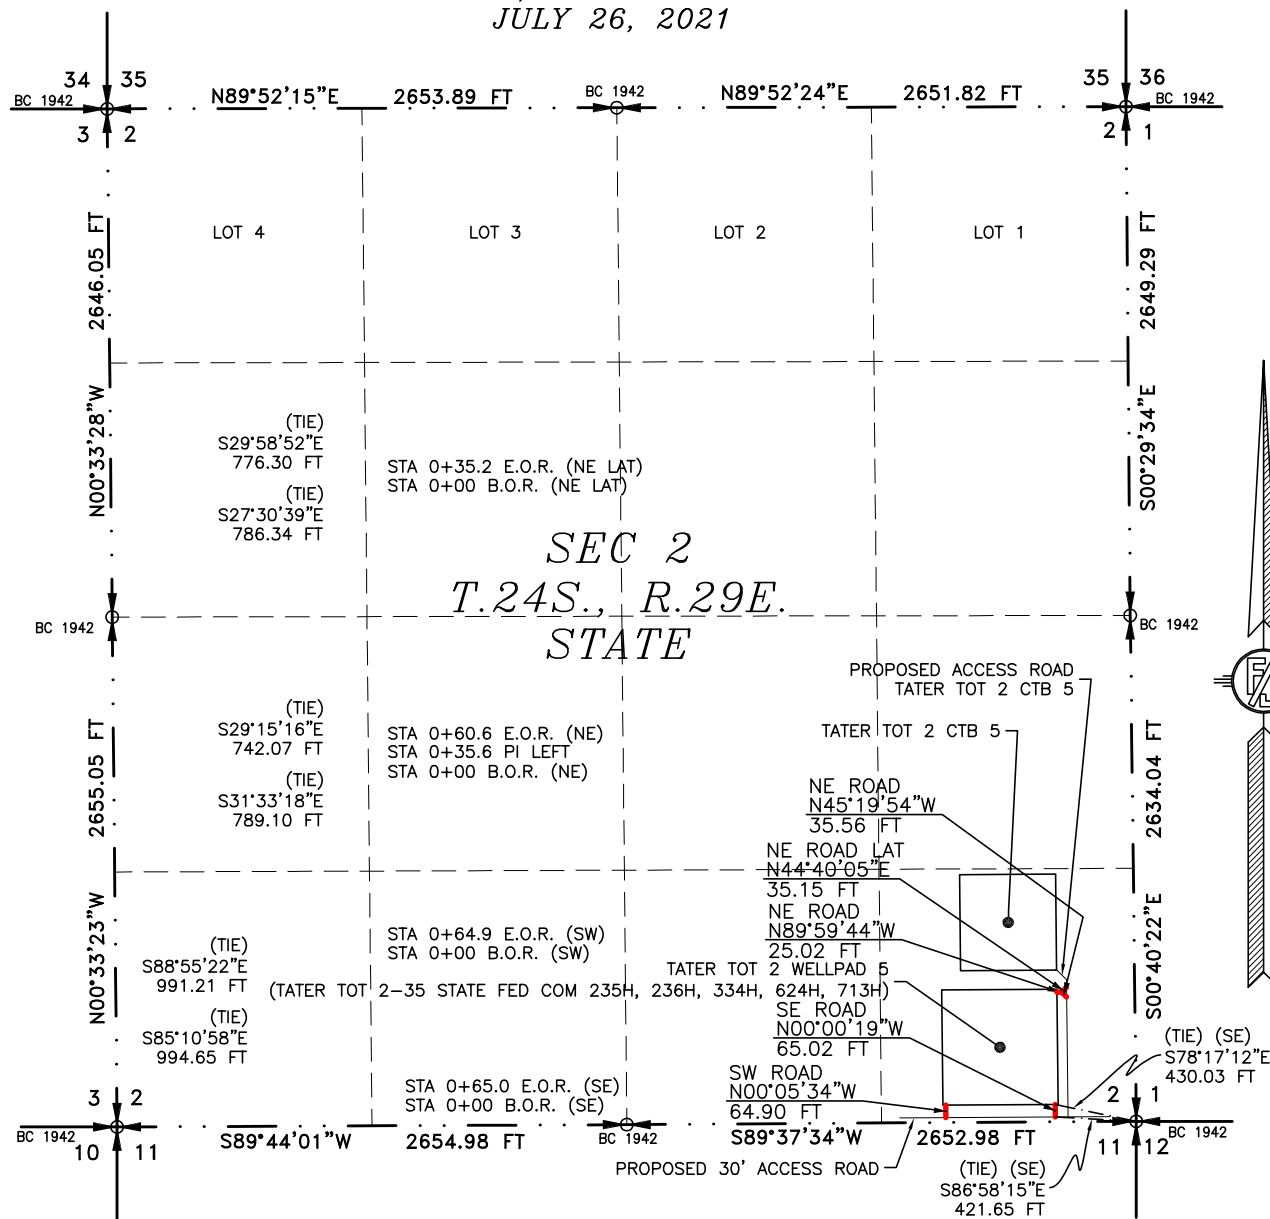 JULY 26, 2021
34 35
35 36
BC 1942
N89°52'15"E 2653.89 FT
BC 1942
N89°52'24"E 2651.82 FT
BC 1942
3 2
2 1
LOT 4
LOT 3
LOT 2
LOT 1
2646.05 FT
N00°33'28"W
2649.29 FT
S00°29'34"E
(TIE)
S29°58'52"E
776.30 FT
(TIE)
S27°30'39"E
786.34 FT
STA 0+35.2 E.O.R. (NE LAT)
STA 0+00 B.O.R. (NE LAT)
SEC 2
T.24S., R.29E.
STATE
BC 1942
BC 1942
PROPOSED ACCESS ROAD
TATER TOT 2 CTB 5
TATER TOT 2 CTB 5
(TIE)
S29°15'16"E
742.07 FT
(TIE)
S31°33'18"E
789.10 FT
STA 0+60.6 E.O.R. (NE)
STA 0+35.6 PI LEFT
STA 0+00 B.O.R. (NE)
2655.05 FT
N00°33'23"W
2634.04 FT
S00°40'22"E
NE ROAD
N45°19'54"W
35.56 FT
NE ROAD LAT
N44°40'05"E
35.15 FT
NE ROAD
N89°59'44"W
25.02 FT
(TIE)
S88°55'22"E
991.21 FT
(TIE)
S85°10'58"E
994.65 FT
STA 0+64.9 E.O.R. (SW)
STA 0+00 B.O.R. (SW)
TATER TOT 2 WELLPAD 5
(TATER TOT 2-35 STATE FED COM 235H, 236H, 334H, 624H, 713H)
SE ROAD
N00°00'19"W
65.02 FT
SW ROAD
N00°05'34"W
64.90 FT
(TIE) (SE)
S78°17'12"E
430.03 FT
STA 0+65.0 E.O.R. (SE)
STA 0+00 B.O.R. (SE)
3 2
2 1
BC 1942
S89°44'01"W 2654.98 FT
BC 1942
S89°37'34"W 2652.98 FT
BC 1942
10 11
11 12
PROPOSED 30' ACCESS ROAD
(TIE) (SE)
S86°58'15"E
421.65 FT